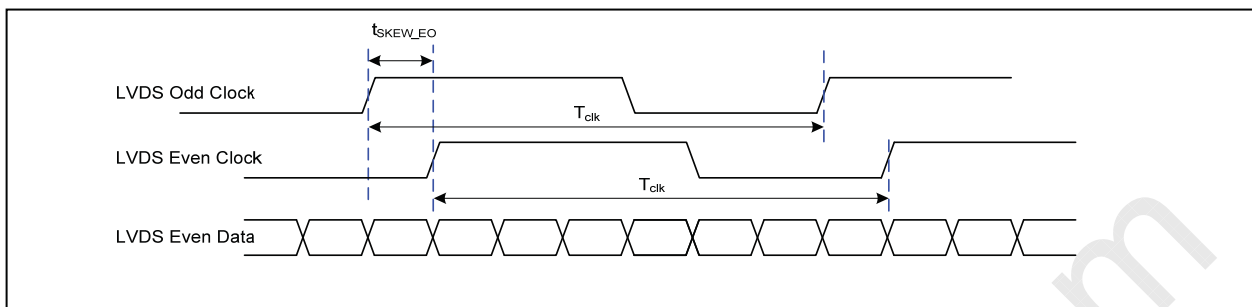 tSKEW_EO
LVDS Odd Clock
Tclk
LVDS Even Clock
Tclk
LVDS Even Data
m